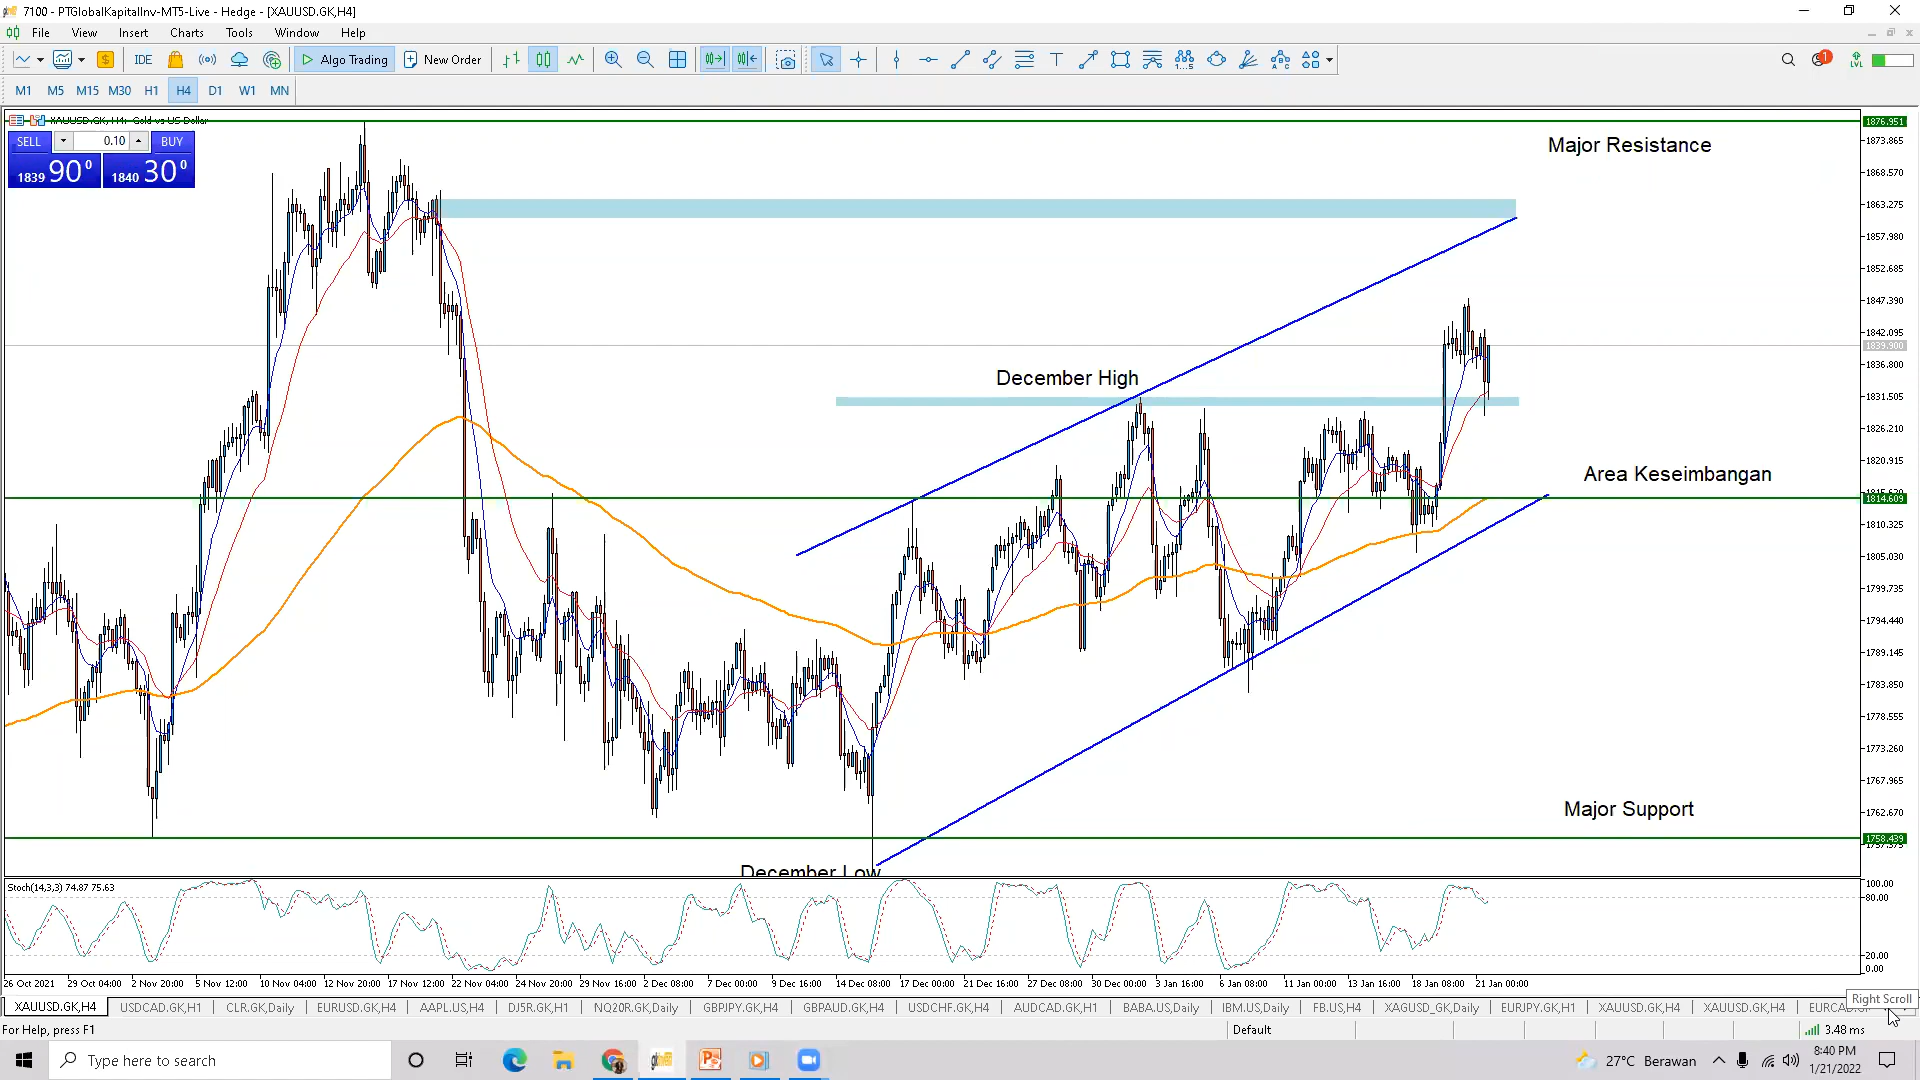 7100 - PTGlobalKapitalInv-MT5-Live - Hedge - [XAUUSD.GK,H4]
File View Insert Charts Tools Window Help
IDE Algo Trading New Order
M1 M5 M15 M30 H1 H4 D1 W1 MN
XAUUSD.GK, H4: Gold vs US Dollar
SELL 0.10 BUY
1839 90 0 1840 30 0
Major Resistance
December High
Area Keseimbangan
Major Support
December Low
1876.951
1873.865
1868.570
1863.275
1857.980
1852.685
1847.390
1842.095
1839.900
1836.800
1831.505
1826.210
1820.915
1814.609
1810.325
1805.030
1799.735
1794.440
1789.145
1783.850
1778.555
1773.260
1767.965
1762.670
1758.439
Stoch(14,3,3) 74.87 75.63
100.00
80.00
20.00
0.00
26 Oct 2021 29 Oct 04:00 2 Nov 20:00 5 Nov 12:00 10 Nov 04:00 12 Nov 20:00 17 Nov 12:00 22 Nov 04:00 24 Nov 20:00 29 Nov 12:00 2 Dec 08:00 7 Dec 00:00 9 Dec 16:00 14 Dec 08:00 17 Dec 00:00 21 Dec 16:00 27 Dec 08:00 30 Dec 00:00 3 Jan 16:00 6 Jan 08:00 11 Jan 00:00 13 Jan 16:00 18 Jan 08:00 21 Jan 00:00
XAUUSD.GK,H4 USDCAD.GK,H1 CLR.GK,Daily EURUSD.GK,H4 AAPL.US,H4 DJ5R.GK,H1 NQ20R.GK,Daily GBPJPY.GK,H4 GBPAUD.GK,H4 USDCHF.GK,H4 AUDCAD.GK,H1 BABA.US,Daily IBM.US,Daily FB.US,H4 XAGUSD_GK,Daily EURJPY.GK,H1 XAUUSD.GK,H4 XAUUSD.GK,H4 EURCAD.G
Right Scroll
For Help, press F1 Default 3.48 ms
Type here to search 27°C Berawan 8:40 PM
1/21/2022